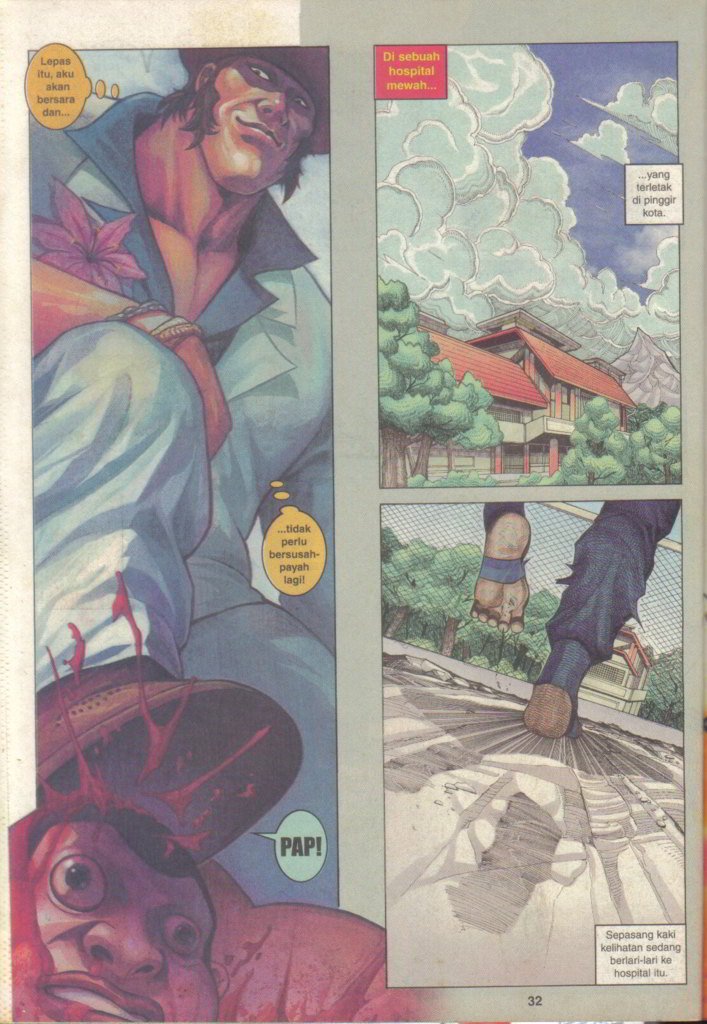 Lepas
itu, aku
akan
bersara
dan...
...tidak
perlu
bersusah-
payah
lagi!
PAP!
Di sebuah
hospital
mewah...
...yang
terletak
di pinggir
kota.
Sepasang kaki
kelihatan sedang
berlari-lari ke
hospital itu.
32